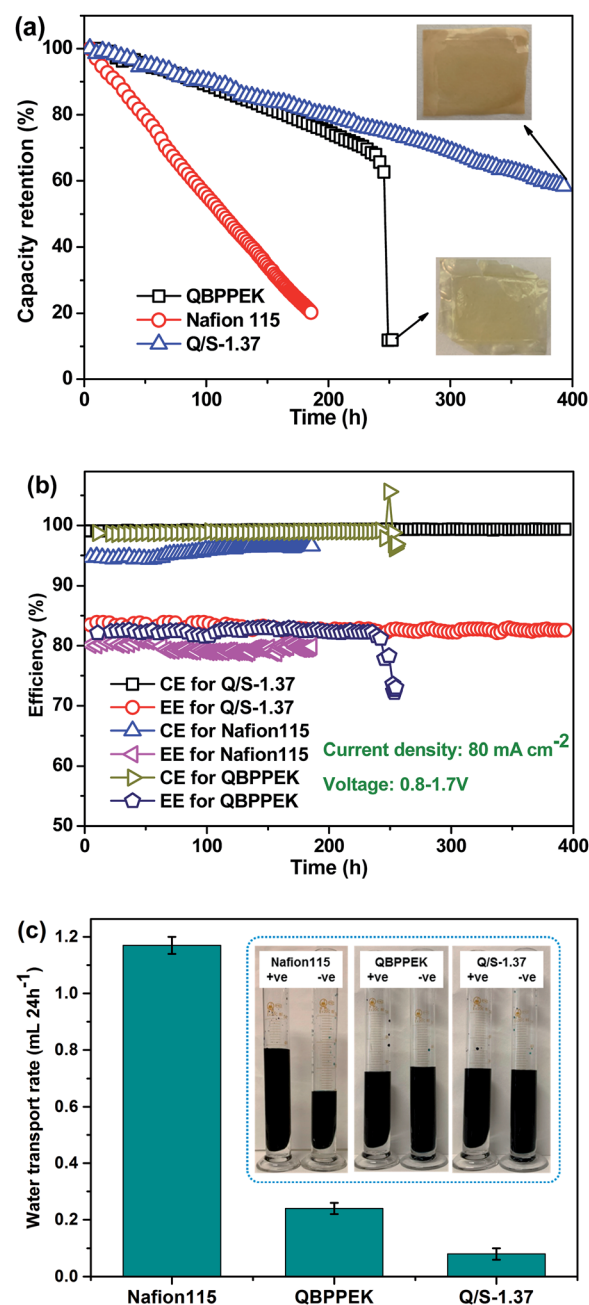 (a)
100
80
60
40
20
0
Capacity retention (%)
QBPPEK
Nafion 115
Q/S-1.37
0 100 200 300 400
Time (h)
(b)
100
90
80
70
60
50
Efficiency (%)
CE for Q/S-1.37
EE for Q/S-1.37
CE for Nafion115
EE for Nafion115
CE for QBPPEK
EE for QBPPEK
Current density: 80 mA cm-2
Voltage: 0.8-1.7V
0 100 200 300 400
Time (h)
(c)
1.2
1.0
0.8
0.6
0.4
0.2
0.0
Water transport rate (mL 24h-1)
Nafion115 QBPPEK Q/S-1.37
+ve -ve +ve -ve +ve -ve
Nafion115 QBPPEK Q/S-1.37